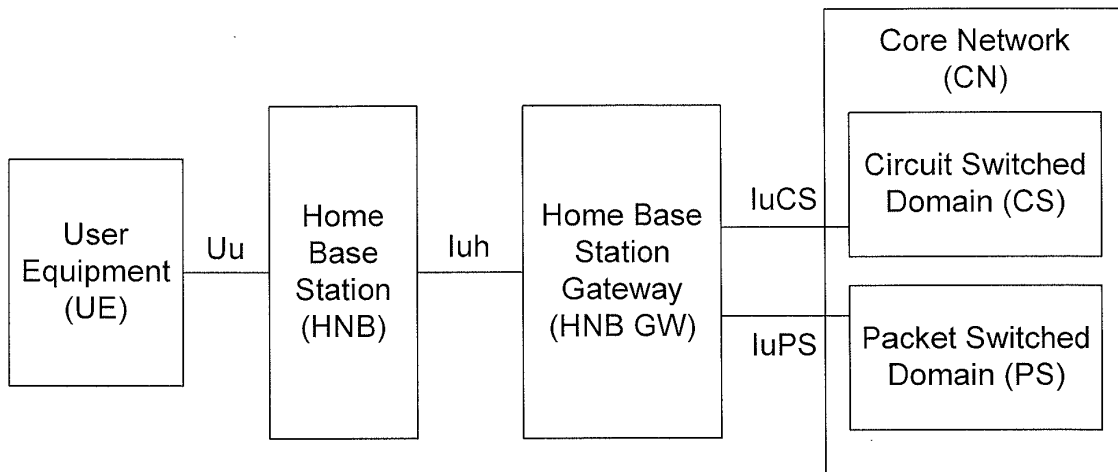 Core Network
(CN)
User
Equipment
(UE)
Uu
Home
Base
Station
(HNB)
Iuh
Home Base
Station
Gateway
(HNB GW)
IuCS
IuPS
Circuit Switched
Domain (CS)
Packet Switched
Domain (PS)